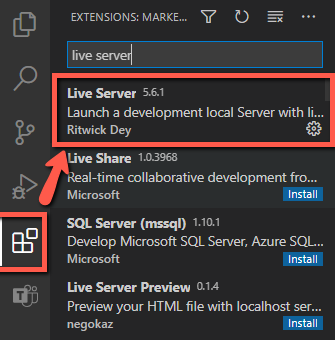 EXTENSIONS: MARKE...
live server
Live Server 5.6.1
Launch a development local Server with li...
Ritwick Dey
Live Share 1.0.3968
Real-time collaborative development fro...
Microsoft Install
SQL Server (mssql) 1.10.1
Develop Microsoft SQL Server, Azure SQL...
Microsoft Install
Live Server Preview 0.1.4
Preview your HTML file with localhost ser...
negokaz Install